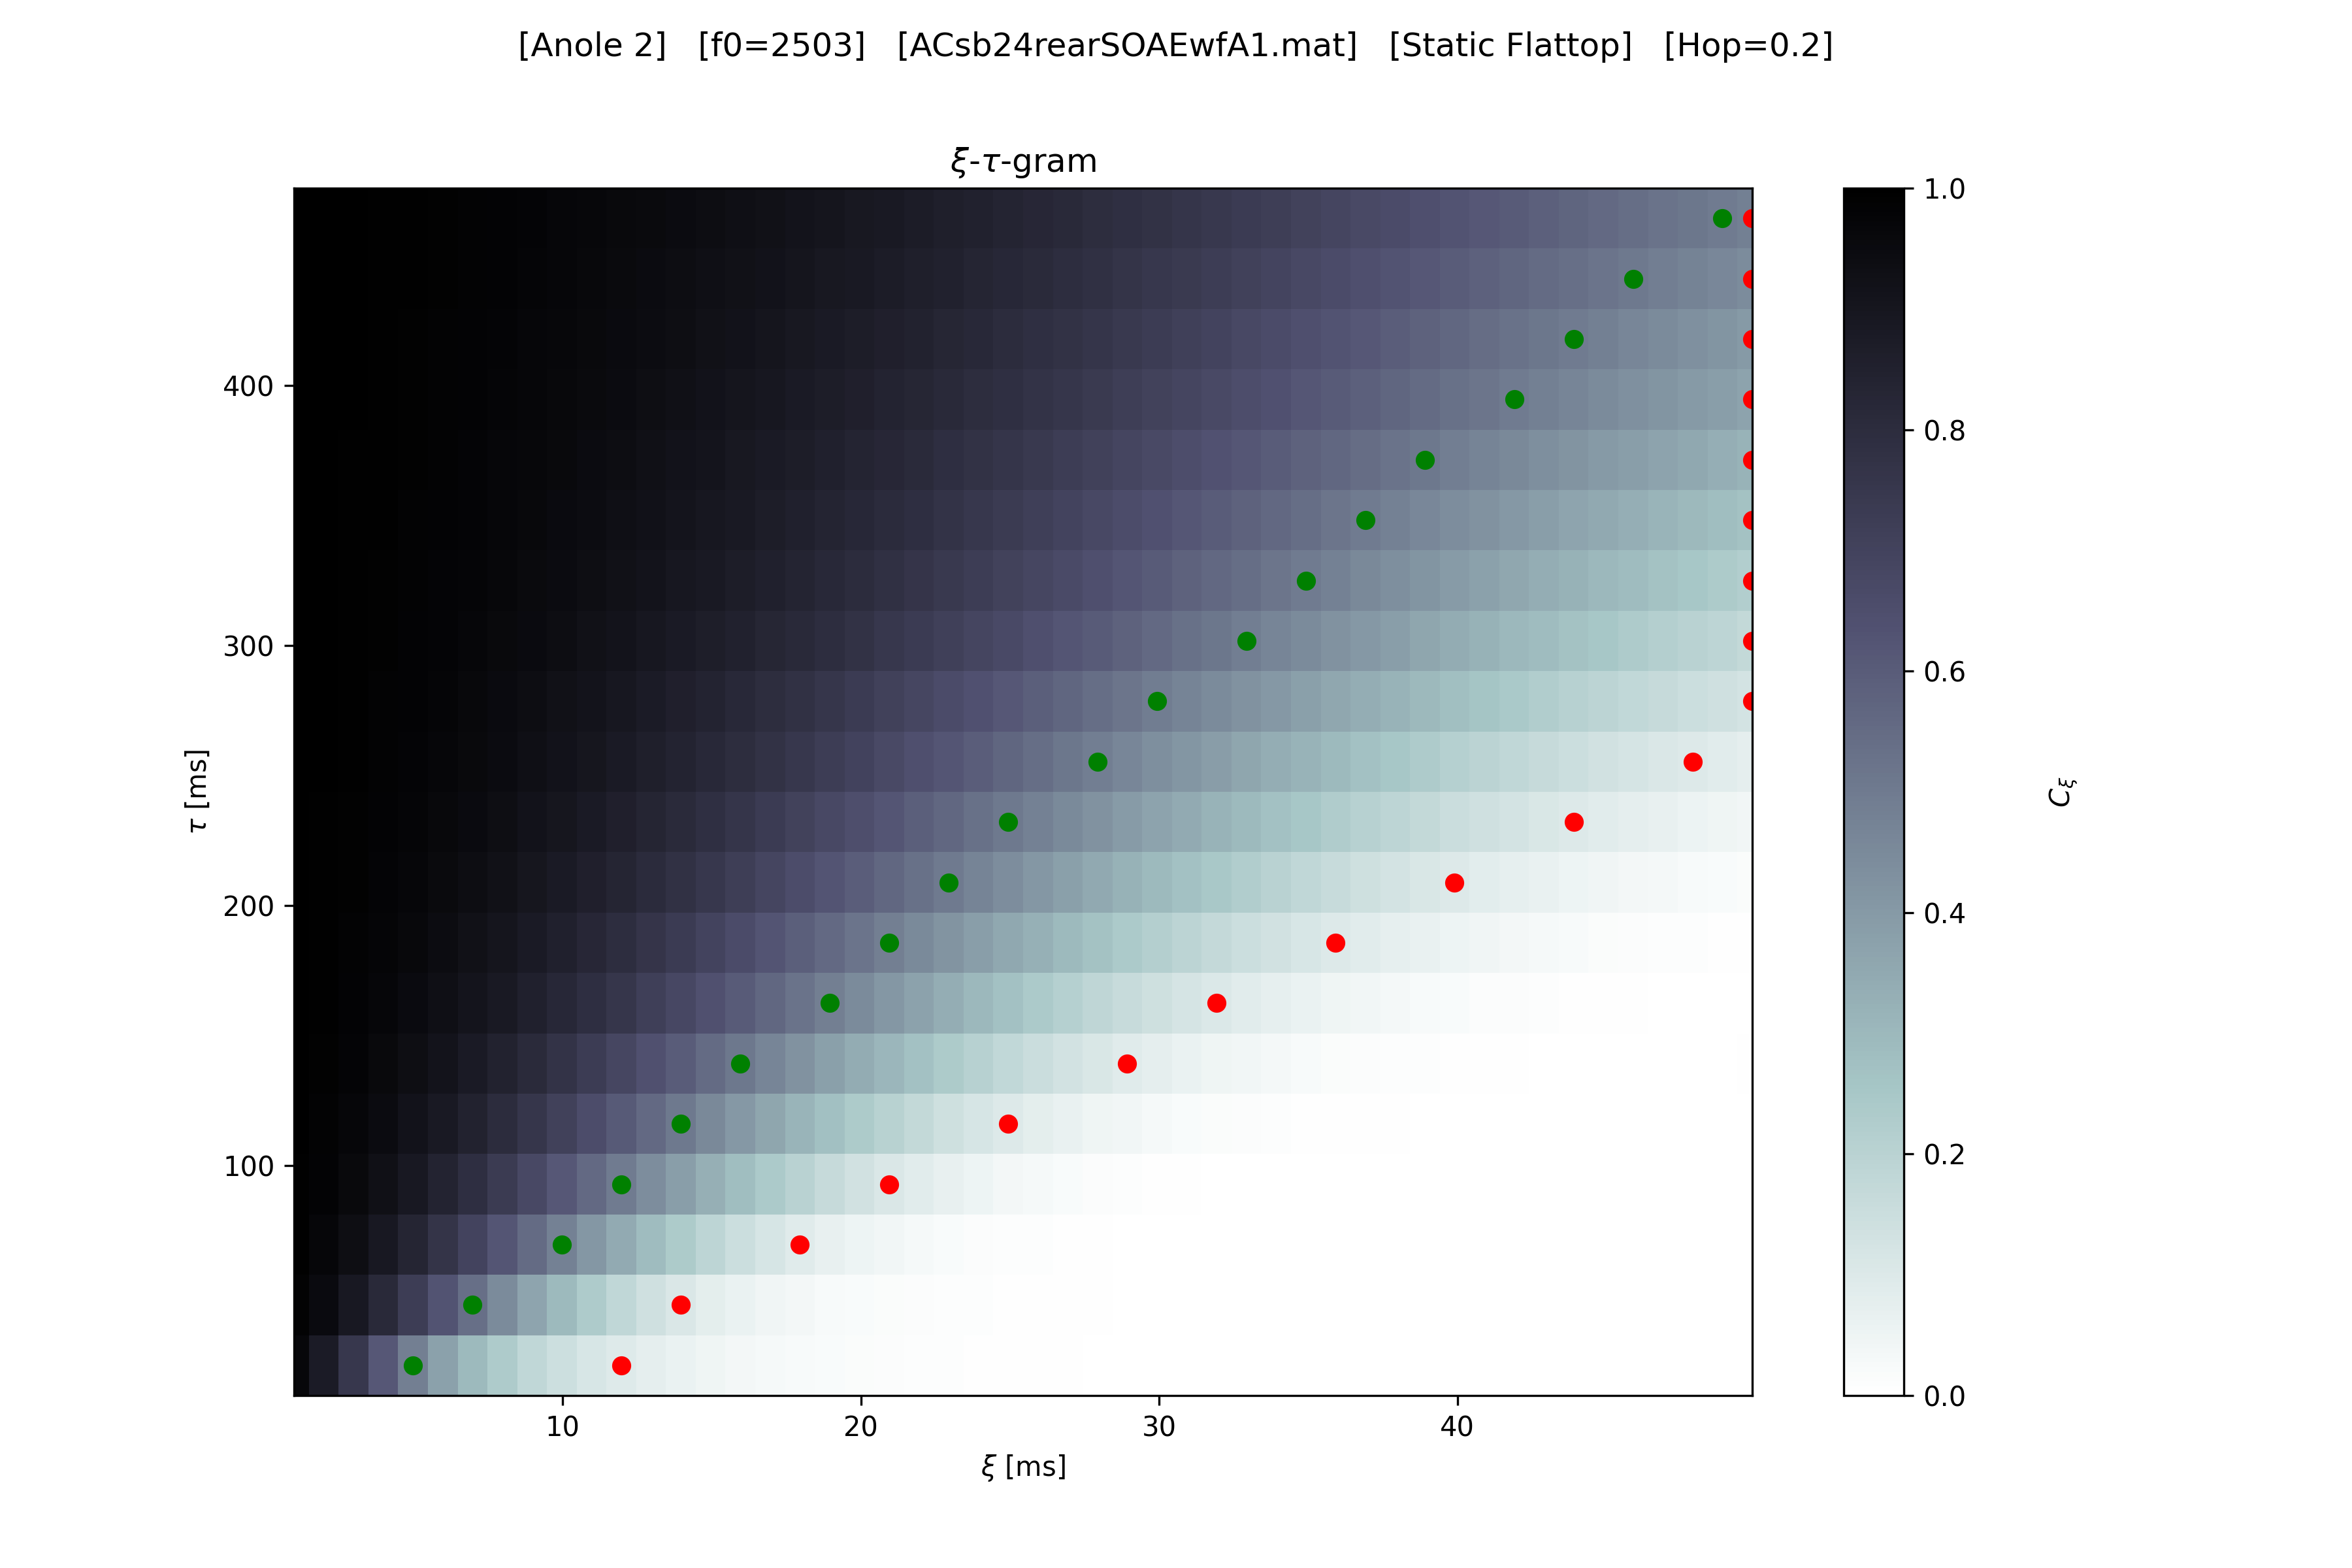 [Anole 2]   [f0=2503]   [ACsb24rearSOAEwfA1.mat]   [Static Flattop]   [Hop=0.2]
ξ-τ-gram
τ [ms]
400
300
200
100
10 20 30 40
ξ [ms]
1.0
0.8
0.6
0.4
0.2
0.0
Cξ